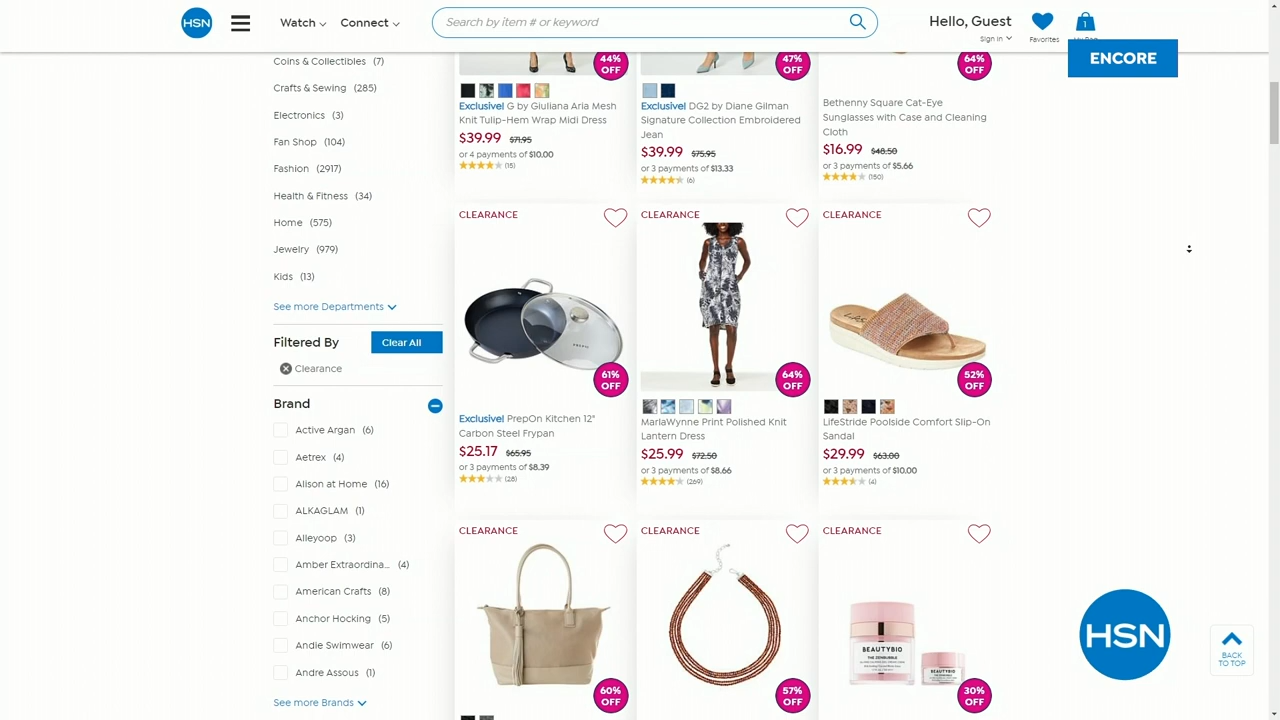 HSN
Watch
Connect
Search by item # or keyword
Hello, Guest
Sign In
Favorites
1
ENCORE
Coins & Collectibles (7)
Crafts & Sewing (285)
Electronics (3)
Fan Shop (104)
Fashion (2917)
Health & Fitness (34)
Home (575)
Jewelry (979)
Kids (13)
See more Departments
Filtered By
Clear All
Clearance
Brand
Active Argan (6)
Aetrex (4)
Alison at Home (16)
ALKAGLAM (1)
Alleyoop (3)
Amber Extraordina... (4)
American Crafts (8)
Anchor Hocking (5)
Andie Swimwear (6)
Andre Assous (1)
See more Brands
44%
OFF
Exclusive! G by Giuliana Aria Mesh
Knit Tulip-Hem Wrap Midi Dress
$39.99 $71.95
or 4 payments of $10.00
(15)
47%
OFF
Exclusive! DG2 by Diane Gilman
Signature Collection Embroidered
Jean
$39.99 $75.95
or 3 payments of $13.33
(6)
64%
OFF
Bethenny Square Cat-Eye
Sunglasses with Case and Cleaning
Cloth
$16.99 $48.50
or 3 payments of $5.66
(150)
CLEARANCE
61%
OFF
Exclusive! PrepOn Kitchen 12"
Carbon Steel Frypan
$25.17 $65.95
or 3 payments of $8.39
(28)
CLEARANCE
64%
OFF
MarlaWynne Print Polished Knit
Lantern Dress
$25.99 $72.50
or 3 payments of $8.66
(269)
CLEARANCE
52%
OFF
LifeStride Poolside Comfort Slip-On
Sandal
$29.99 $63.00
or 3 payments of $10.00
(4)
CLEARANCE
60%
OFF
CLEARANCE
57%
OFF
CLEARANCE
BEAUTYBIO
THE ZENBUBBLE
BEAUTYBIO
THE ZENBUBBLE
30%
OFF
HSN
BACK
TO TOP